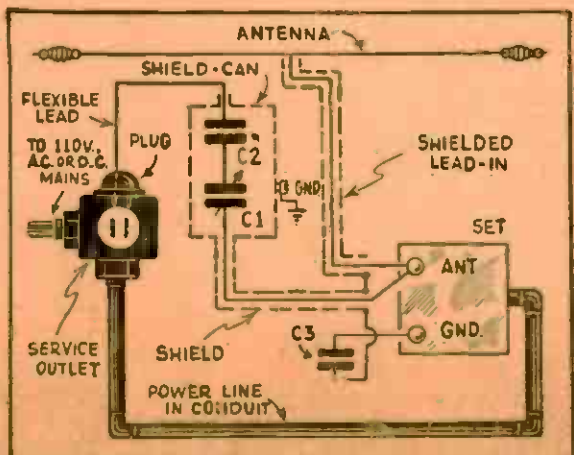 ANTENNA
SHIELD-CAN
FLEXIBLE
LEAD
TO 110V.,
A.C. OR D.C.
MAINS
PLUG
C2
C1
GND
SHIELDED
LEAD-IN
SET
ANT
GND.
C3
SERVICE
OUTLET
SHIELD
POWER LINE
IN CONDUIT